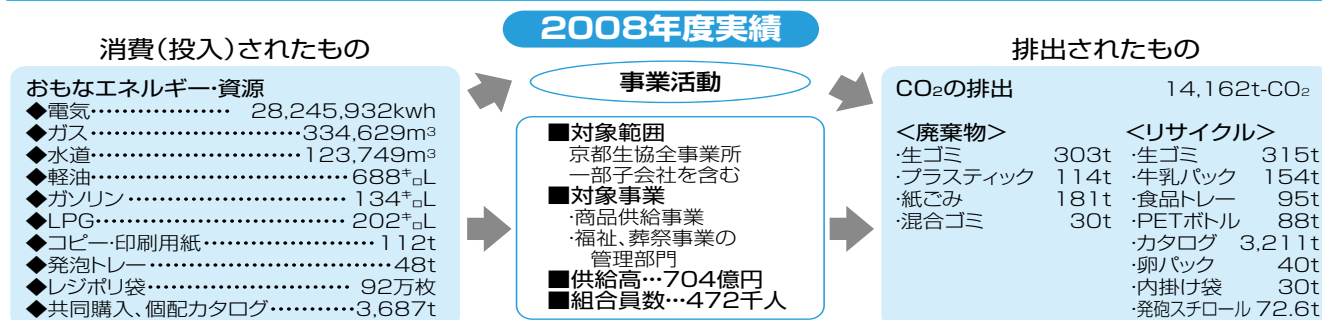 2008年度実績
消費(投入)されたもの
おもなエネルギー・資源
◆電気……………… 28,245,932kwh
◆ガス………………………334,629m³
◆水道………………………123,749m³
◆軽油……………………………688㌔L
◆ガソリン………………………134㌔L
◆LPG…………………………… 202㌔L
◆コピー・印刷用紙…………………112t
◆発泡トレー………………………48t
◆レジポリ袋………………………… 92万枚
◆共同購入、個配カタログ…………3,687t
事業活動
■対象範囲
京都生協全事業所
一部子会社を含む
■対象事業
・商品供給事業
・福祉、葬祭事業の
管理部門
■供給高…704億円
■組合員数…472千人
排出されたもの
CO₂の排出 14,162t-CO₂
<廃棄物>
・生ゴミ 303t
・プラスティック 114t
・紙ごみ 181t
・混合ゴミ 30t
<リサイクル>
・生ゴミ 315t
・牛乳パック 154t
・食品トレー 95t
・PETボトル 88t
・カタログ 3,211t
・卵パック 40t
・内掛け袋 30t
・発砲スチロール 72.6t